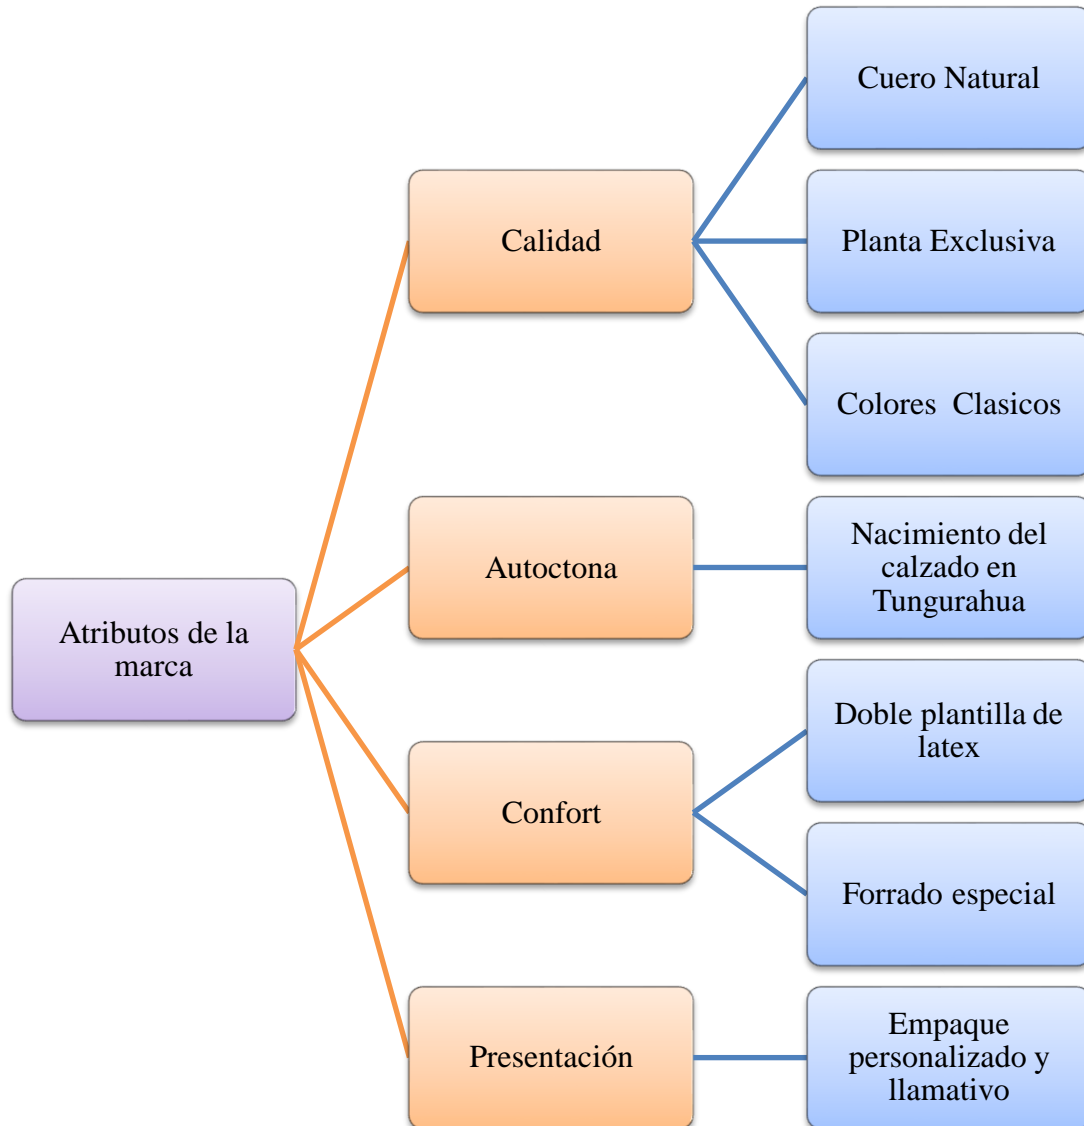 Atributos de la
marca
Calidad
Cuero Natural
Planta Exclusiva
Colores  Clasicos
Autoctona
Nacimiento del
calzado en
Tungurahua
Confort
Doble plantilla de
latex
Forrado especial
Presentación
Empaque
personalizado y
llamativo